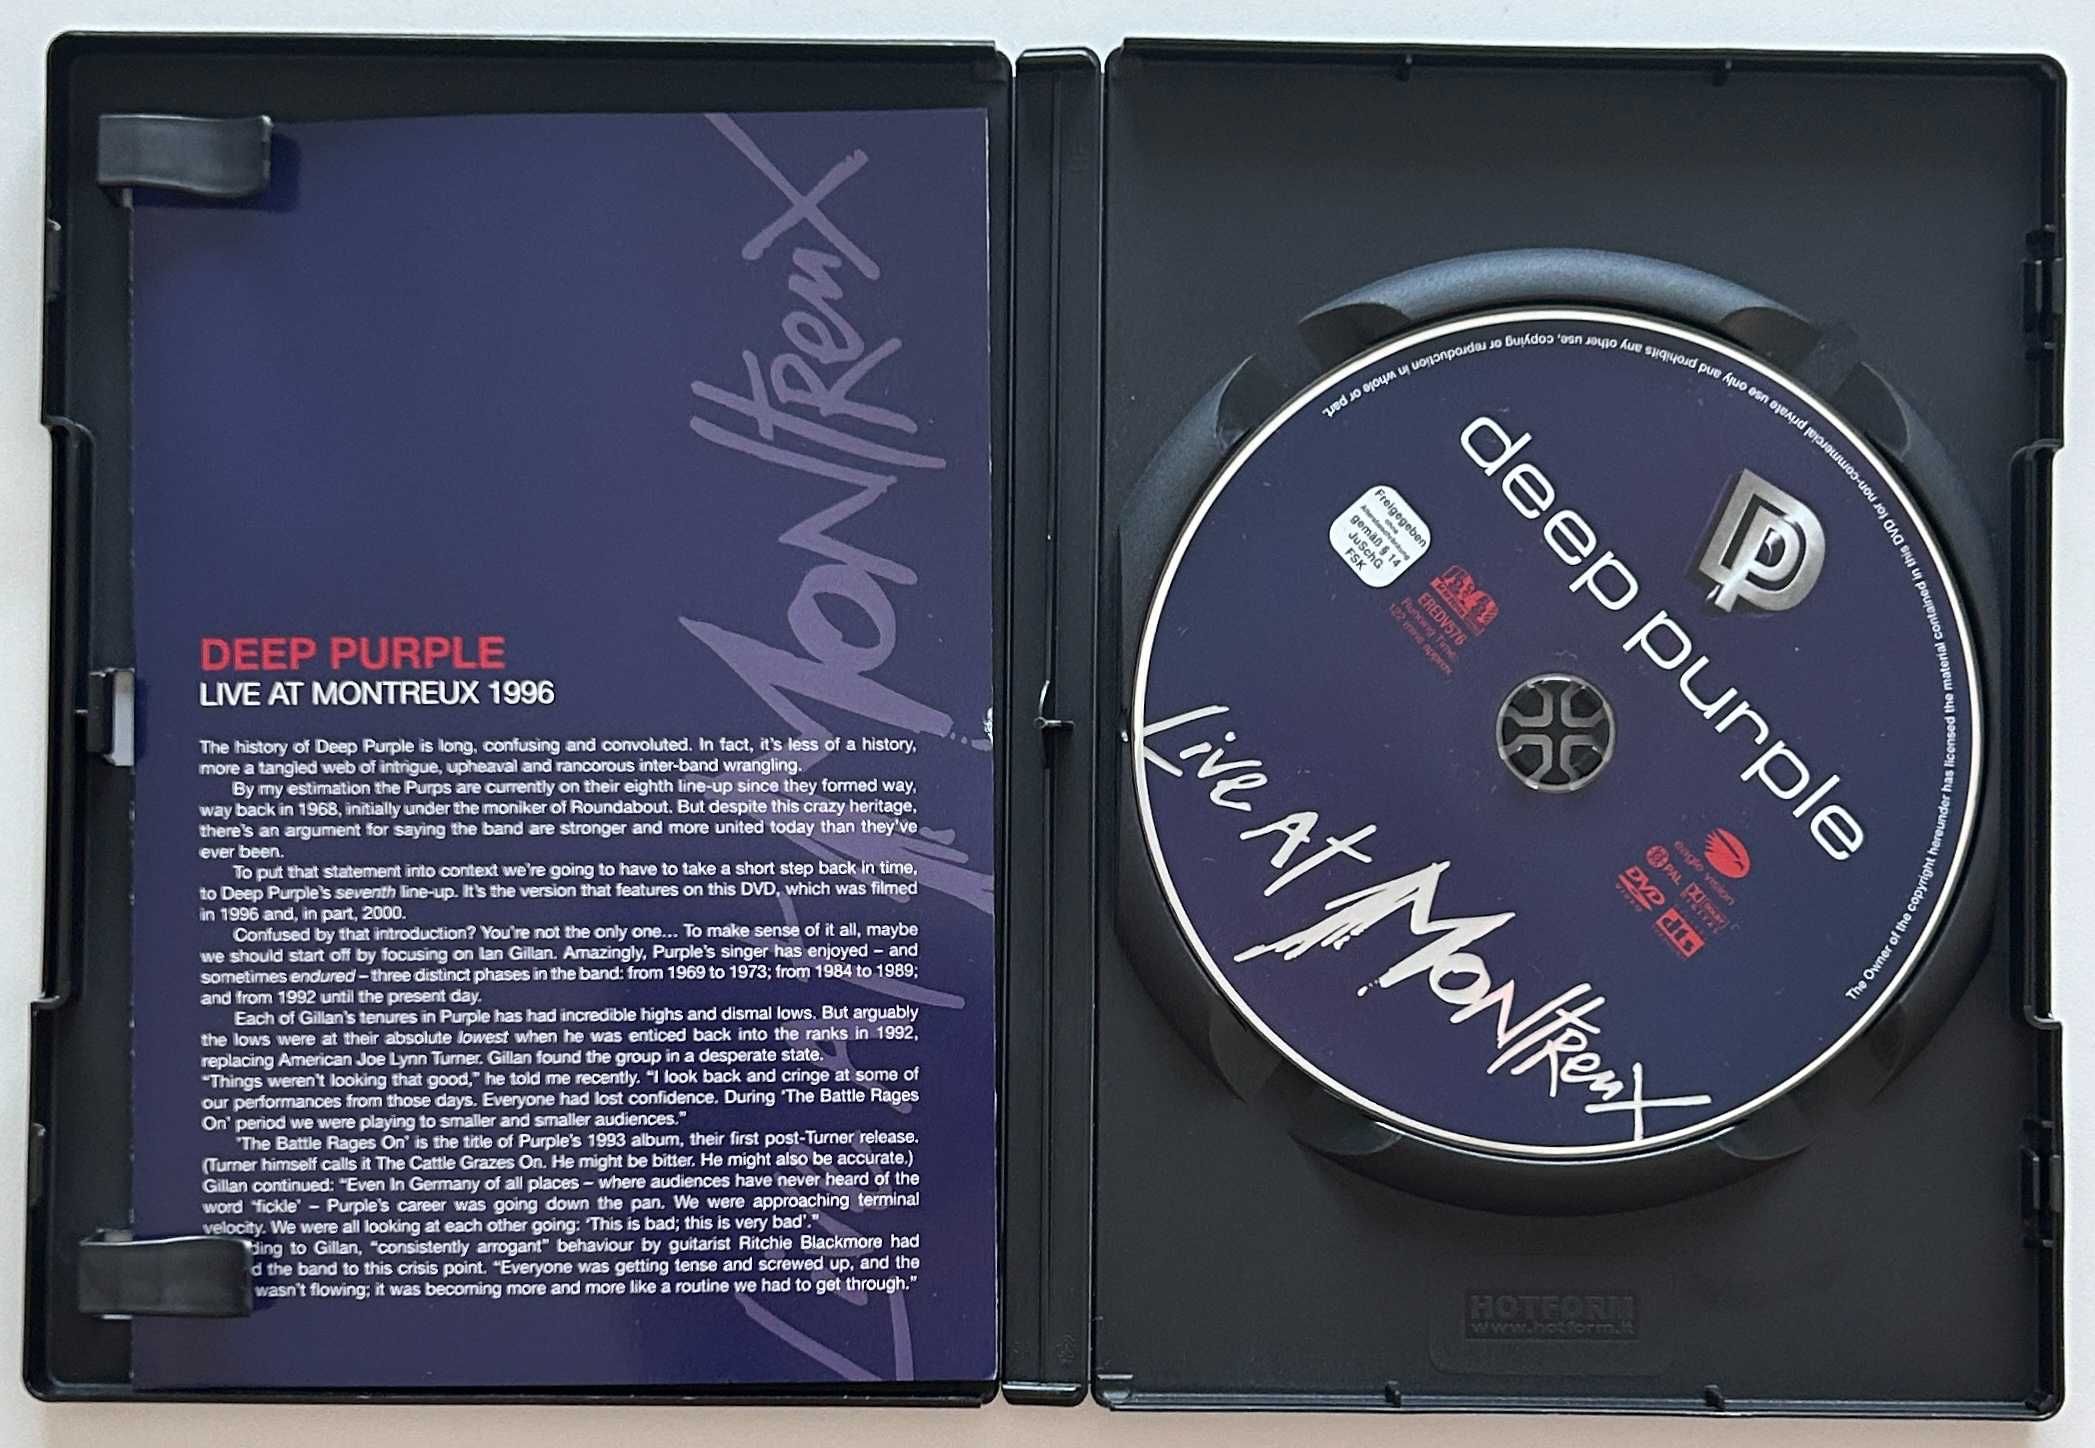 Montreux
DEEP PURPLE
LIVE AT MONTREUX 1996
The history of Deep Purple is long, confusing and convoluted. In fact, it's less of a history,
more a tangled web of intrigue, upheaval and rancorous inter-band wrangling.
By my estimation the Purps are currently on their eighth line-up since they formed way,
way back in 1968, initially under the moniker of Roundabout. But despite this crazy heritage,
there's an argument for saying the band are stronger and more united today than they've
ever been.
To put that statement into context we're going to have to take a short step back in time,
to Deep Purple's seventh line-up. It's the version that features on this DVD, which was filmed
in 1996 and, in part, 2000.
Confused by that introduction? You're not the only one... To make sense of it all, maybe
we should start off by focusing on Ian Gillan. Amazingly, Purple's singer has enjoyed – and
sometimes endured – three distinct phases in the band: from 1969 to 1973; from 1984 to 1989;
and from 1992 until the present day.
Each of Gillan's tenures in Purple has had incredible highs and dismal lows. But arguably
the lows were at their absolute lowest when he was enticed back into the ranks in 1992,
replacing American Joe Lynn Turner. Gillan found the group in a desperate state.
“Things weren't looking that good,” he told me recently. “I look back and cringe at some of
our performances from those days. Everyone had lost confidence. During ‘The Battle Rages
On’ period we were playing to smaller and smaller audiences.”
‘The Battle Rages On’ is the title of Purple's 1993 album, their first post-Turner release.
(Turner himself calls it The Cattle Grazes On. He might be bitter. He might also be accurate.)
Gillan continued: “Even In Germany of all places – where audiences have never heard of the
word ‘fickle’ – Purple's career was going down the pan. We were approaching terminal
velocity. We were all looking at each other going: ‘This is bad; this is very bad’.”
ding to Gillan, “consistently arrogant” behaviour by guitarist Ritchie Blackmore had
d the band to this crisis point. “Everyone was getting tense and screwed up, and the
wasn't flowing; it was becoming more and more like a routine we had to get through.”
Live At Montreux
deep purple
DP
Live At Montreux
Freigegeben
ohne
Altersbeschränkung
gemäß § 14
JuSchG
FSK
EREDV576
Running Time:
122 mins approx
eagle vision
PAL
DVD
VIDEO
dts
The Owner of the copyright hereunder has licensed the material contained in this DVD for non-commercial private use only and prohibits any other use, copying or reproduction in whole or part.
HOTFORM
www.hotform.it